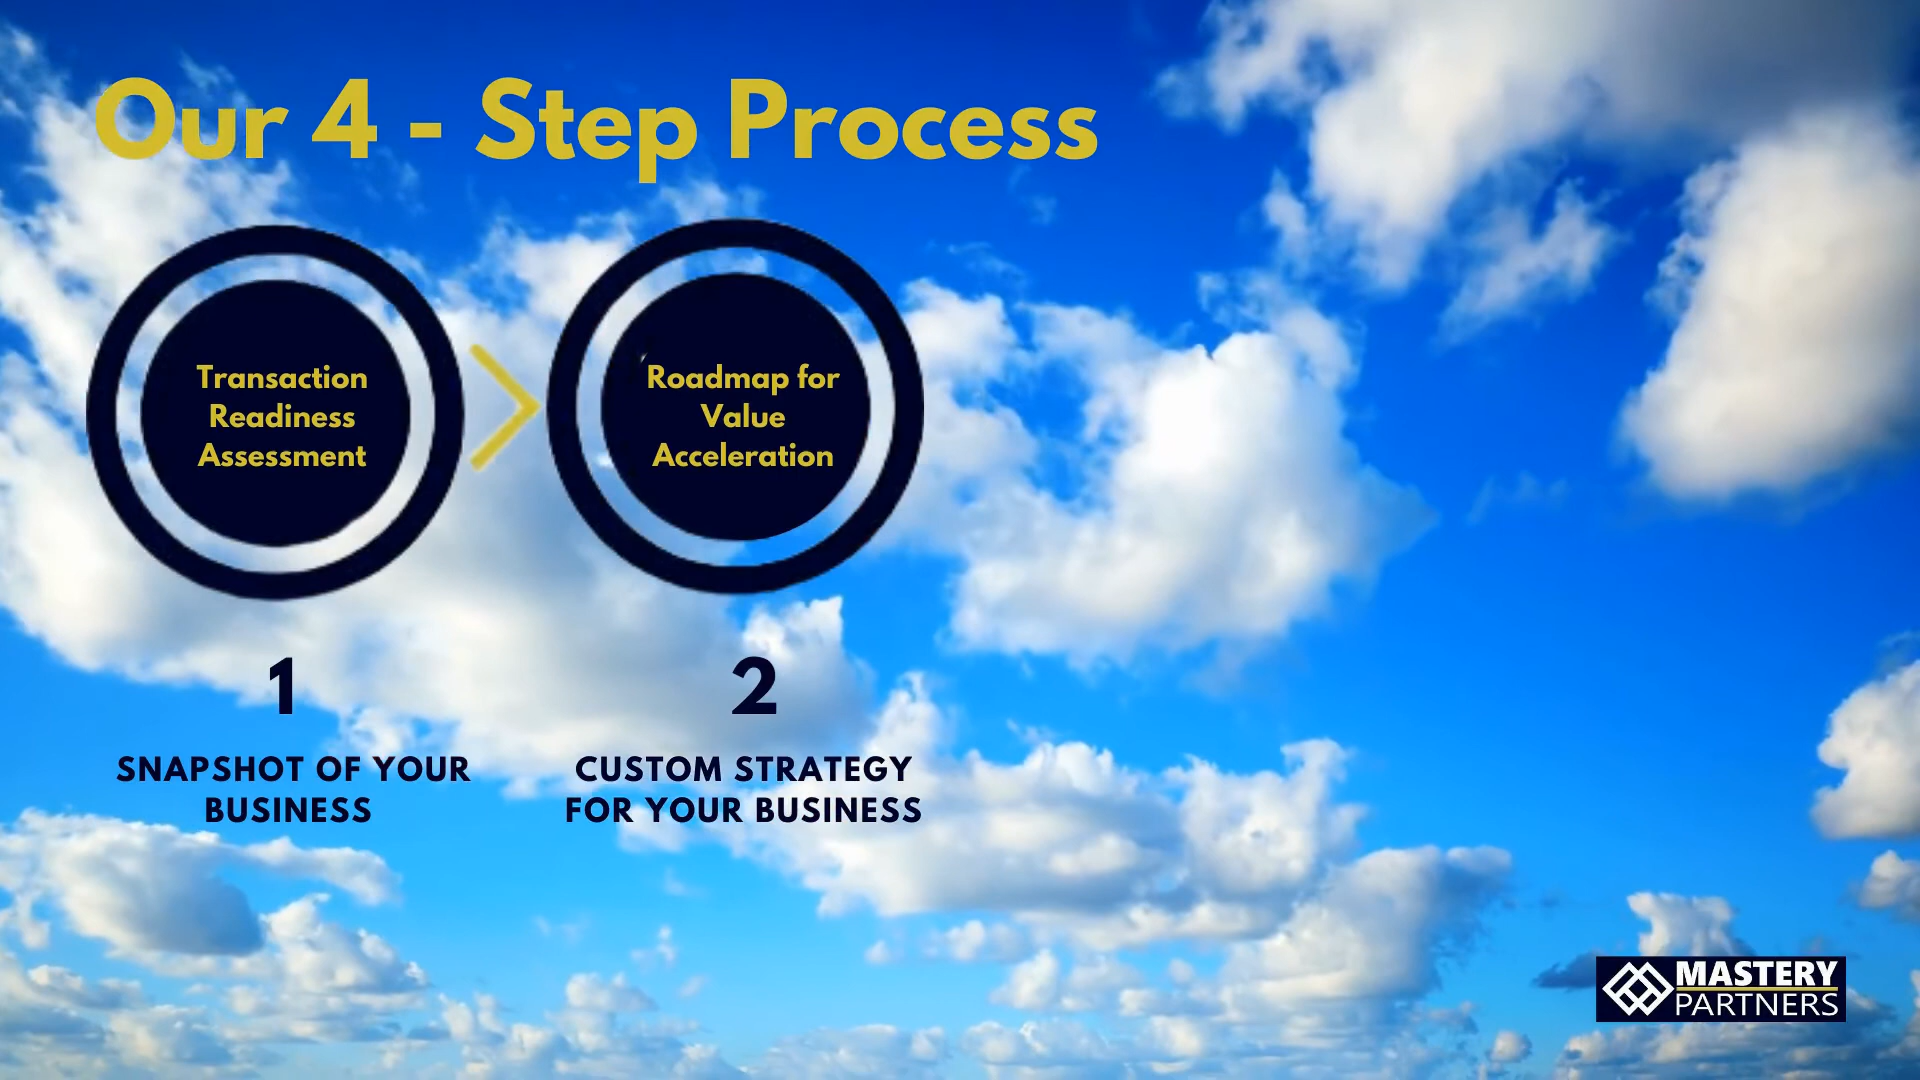 Our 4 - Step Process
Transaction
Readiness
Assessment
Roadmap for
Value
Acceleration
1
2
SNAPSHOT OF YOUR
BUSINESS
CUSTOM STRATEGY
FOR YOUR BUSINESS
MASTERY
PARTNERS